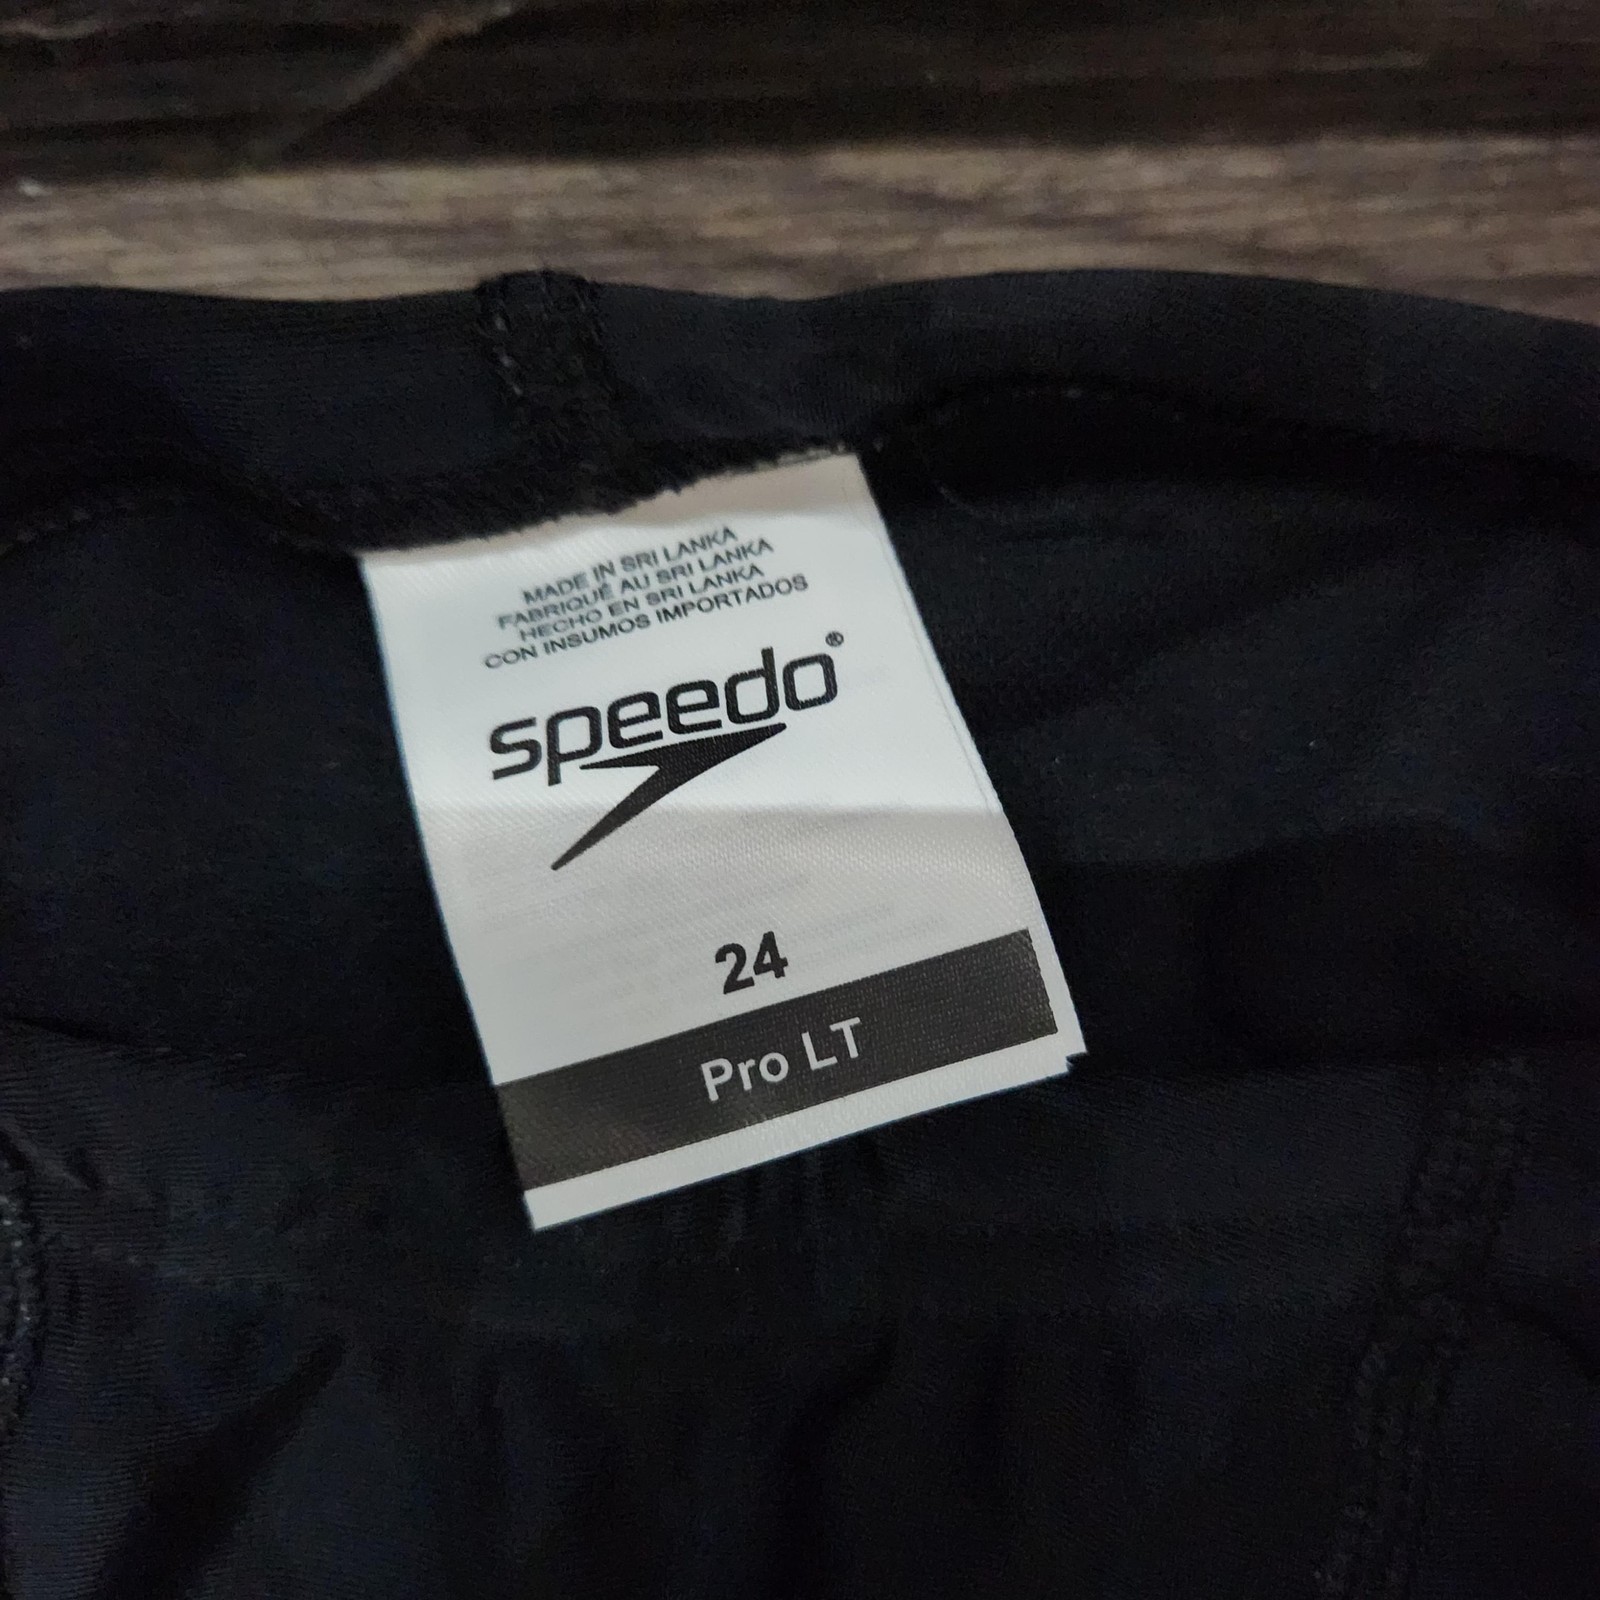 MADE IN SRI LANKA
FABRIQUÉ AU SRI LANKA
HECHO EN SRI LANKA
CON INSUMOS IMPORTADOS
speedo®
24
Pro LT